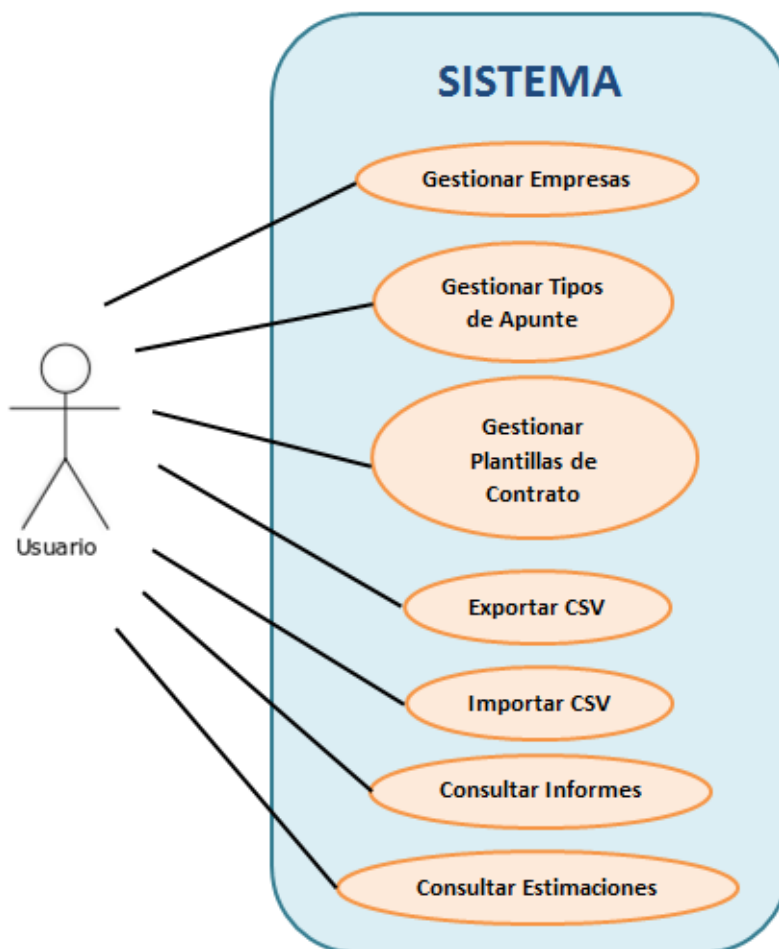 SISTEMA
Gestionar Empresas
Gestionar Tipos
de Apunte
Gestionar
Plantillas de
Contrato
Usuario
Exportar CSV
Importar CSV
Consultar Informes
Consultar Estimaciones